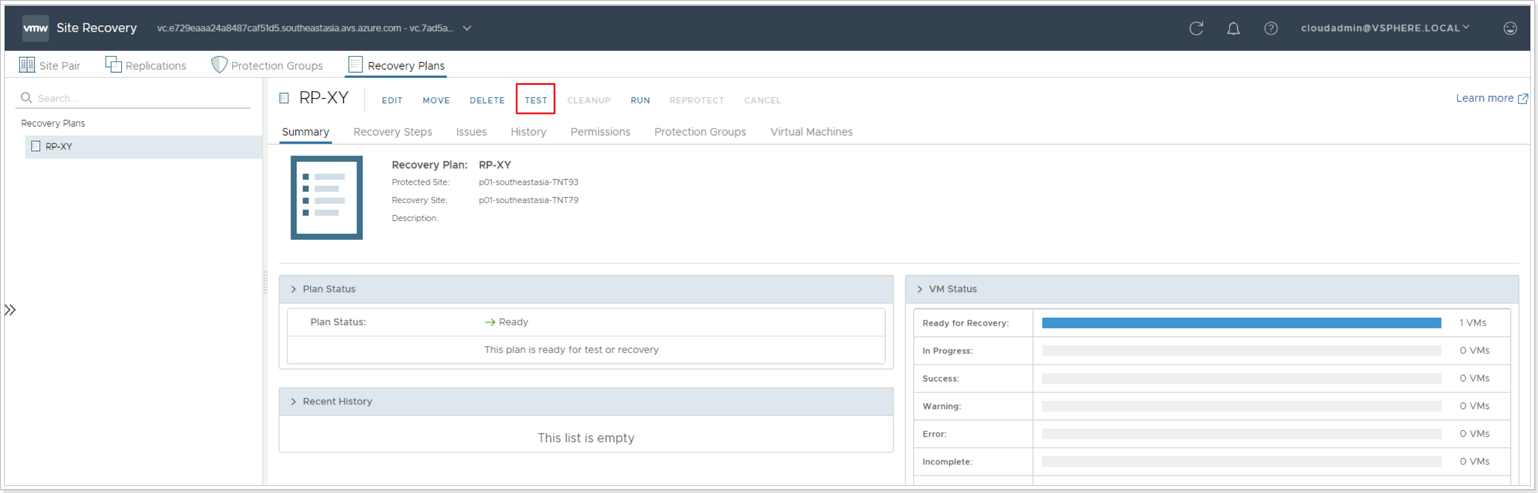 vmw Site Recovery vc.e729eaaa24a8487caf51d5.southeastasia.avs.azure.com - vc.7ad5a... cloudadmin@VSPHERE.LOCAL
Site Pair Replications Protection Groups Recovery Plans
Search...
RP-XY EDIT MOVE DELETE TEST CLEANUP RUN REPROTECT CANCEL Learn more
Recovery Plans
Summary Recovery Steps Issues History Permissions Protection Groups Virtual Machines
RP-XY
Recovery Plan: RP-XY
Protected Site: p01-southeastasia-TNT93
Recovery Site: p01-southeastasia-TNT79
Description:
Plan Status
Plan Status: Ready
This plan is ready for test or recovery
Recent History
This list is empty
VM Status
Ready for Recovery: 1 VMs
In Progress: 0 VMs
Success: 0 VMs
Warning: 0 VMs
Error: 0 VMs
Incomplete: 0 VMs